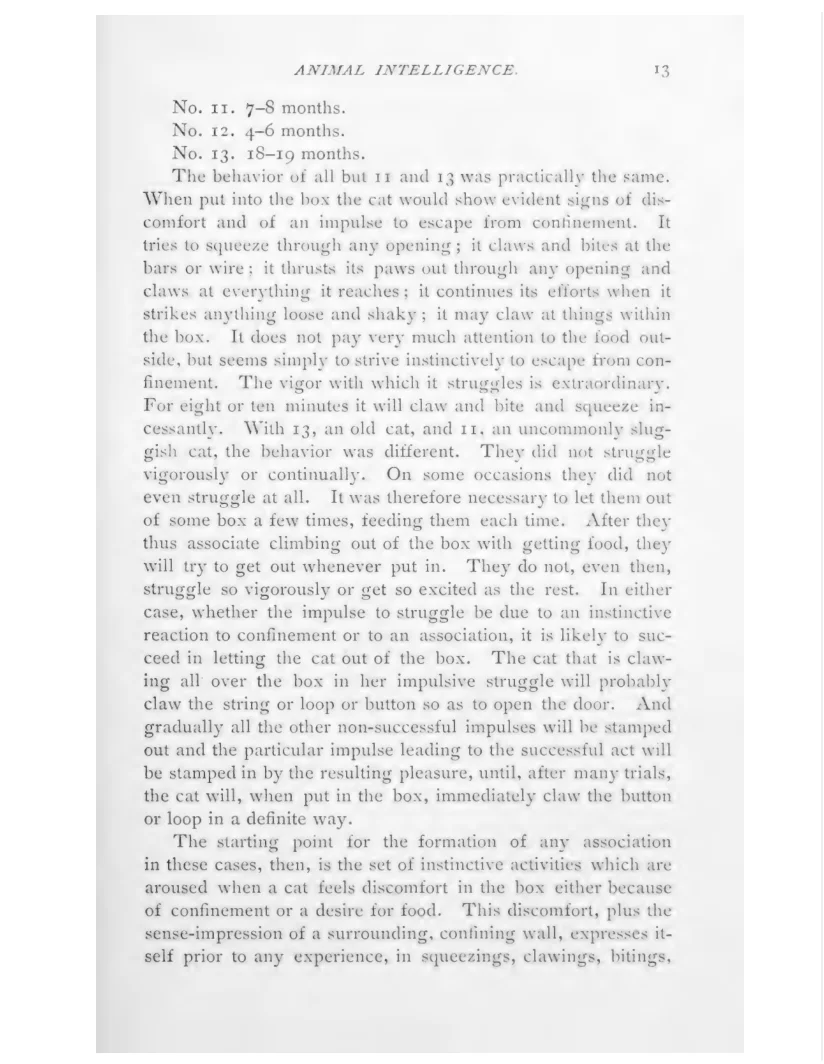 ANIMAL INTELLIGENCE. 13
No. 11. 7–8 months.
No. 12. 4–6 months.
No. 13. 18–19 months.
The behavior of all but 11 and 13 was practically the same.
When put into the box the cat would show evident signs of dis-
comfort and of an impulse to escape from confinement. It
tries to squeeze through any opening; it claws and bites at the
bars or wire; it thrusts its paws out through any opening and
claws at everything it reaches; it continues its efforts when it
strikes anything loose and shaky; it may claw at things within
the box. It does not pay very much attention to the food out-
side, but seems simply to strive instinctively to escape from con-
finement. The vigor with which it struggles is extraordinary.
For eight or ten minutes it will claw and bite and squeeze in-
cessantly. With 13, an old cat, and 11, an uncommonly slug-
gish cat, the behavior was different. They did not struggle
vigorously or continually. On some occasions they did not
even struggle at all. It was therefore necessary to let them out
of some box a few times, feeding them each time. After they
thus associate climbing out of the box with getting food, they
will try to get out whenever put in. They do not, even then,
struggle so vigorously or get so excited as the rest. In either
case, whether the impulse to struggle be due to an instinctive
reaction to confinement or to an association, it is likely to suc-
ceed in letting the cat out of the box. The cat that is claw-
ing all over the box in her impulsive struggle will probably
claw the string or loop or button so as to open the door. And
gradually all the other non-successful impulses will be stamped
out and the particular impulse leading to the successful act will
be stamped in by the resulting pleasure, until, after many trials,
the cat will, when put in the box, immediately claw the button
or loop in a definite way.
The starting point for the formation of any association
in these cases, then, is the set of instinctive activities which are
aroused when a cat feels discomfort in the box either because
of confinement or a desire for food. This discomfort, plus the
sense-impression of a surrounding, confining wall, expresses it-
self prior to any experience, in squeezings, clawings, bitings,